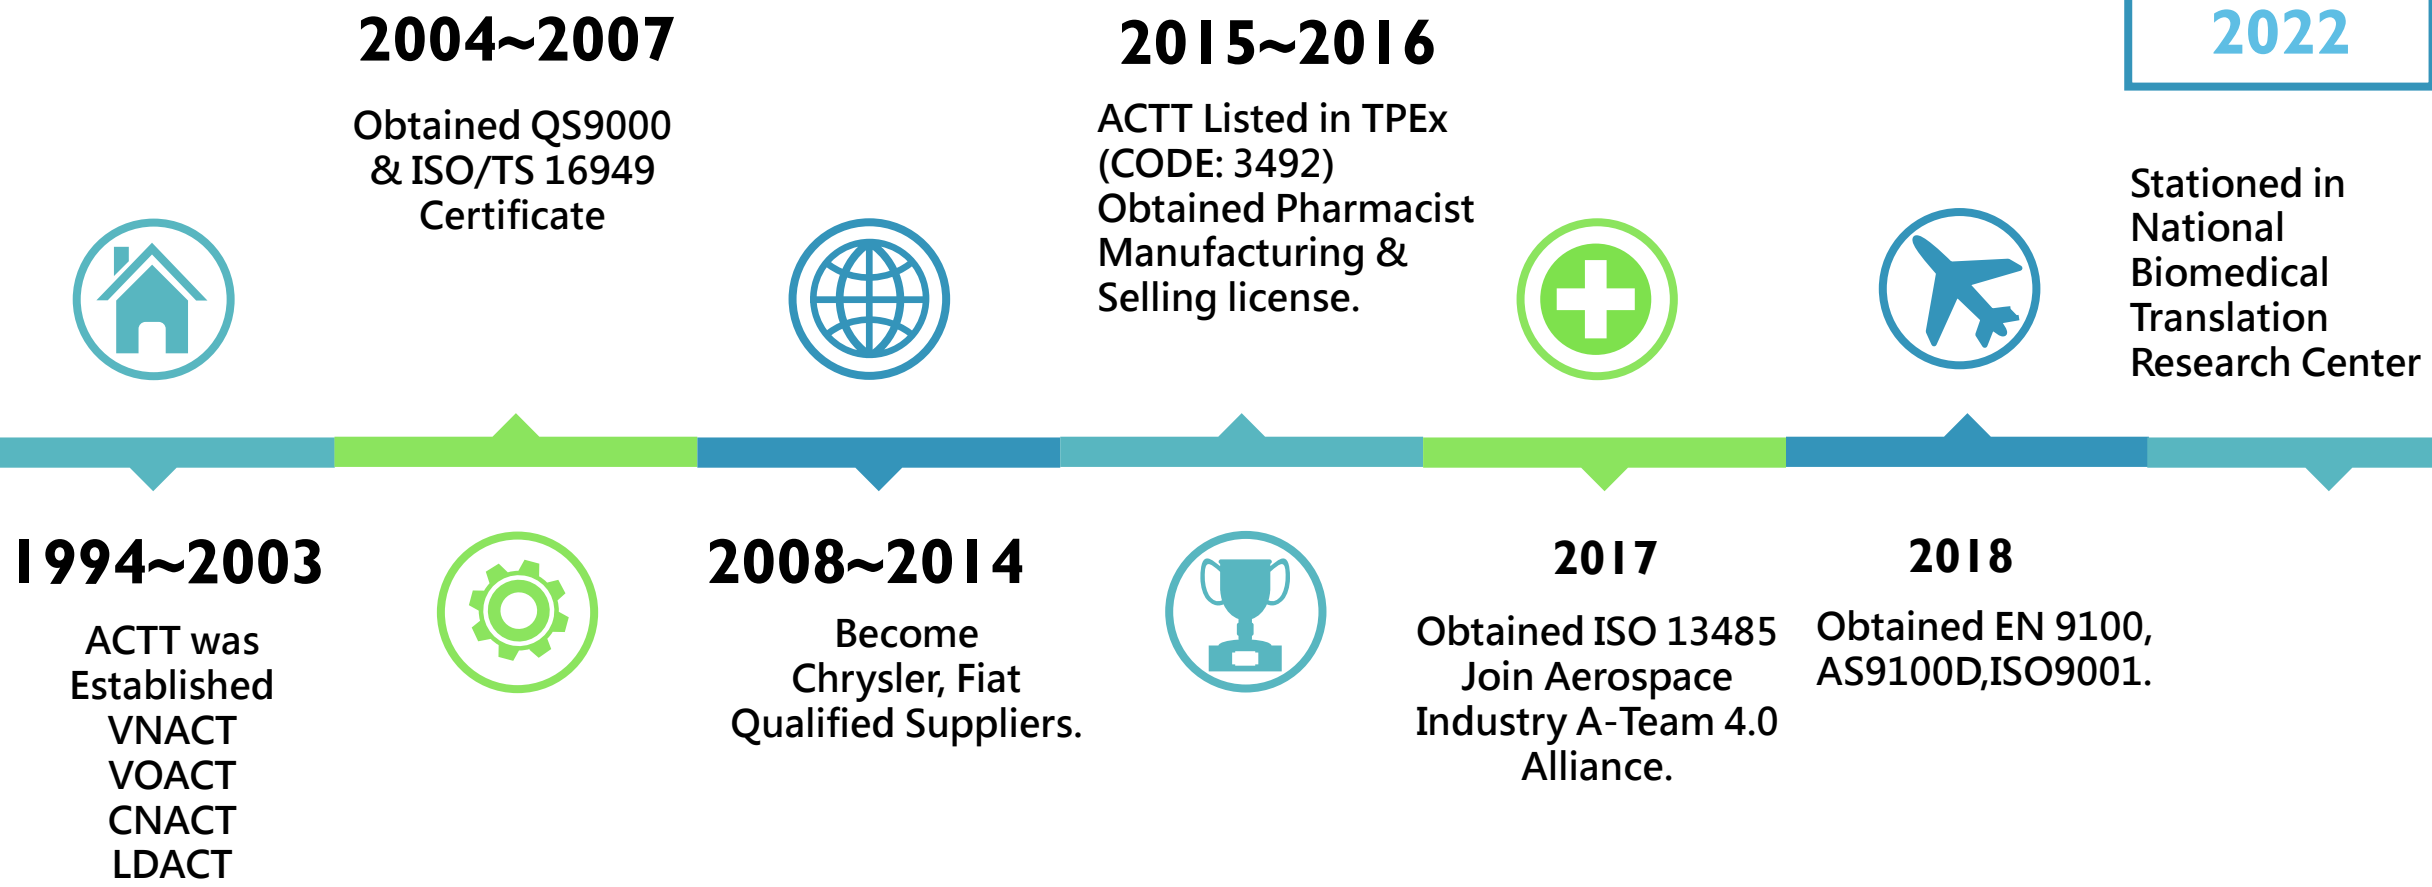 2004~2007
Obtained QS9000
& ISO/TS 16949
Certificate
2015~2016
ACTT Listed in TPEx
(CODE: 3492)
Obtained Pharmacist
Manufacturing &
Selling license.
2022
Stationed in
National
Biomedical
Translation
Research Center
1994~2003
ACTT was
Established
VNACT
VOACT
CNACT
LDACT
2008~2014
Become
Chrysler, Fiat
Qualified Suppliers.
2017
Obtained ISO 13485
Join Aerospace
Industry A-Team 4.0
Alliance.
2018
Obtained EN 9100,
AS9100D,ISO9001.